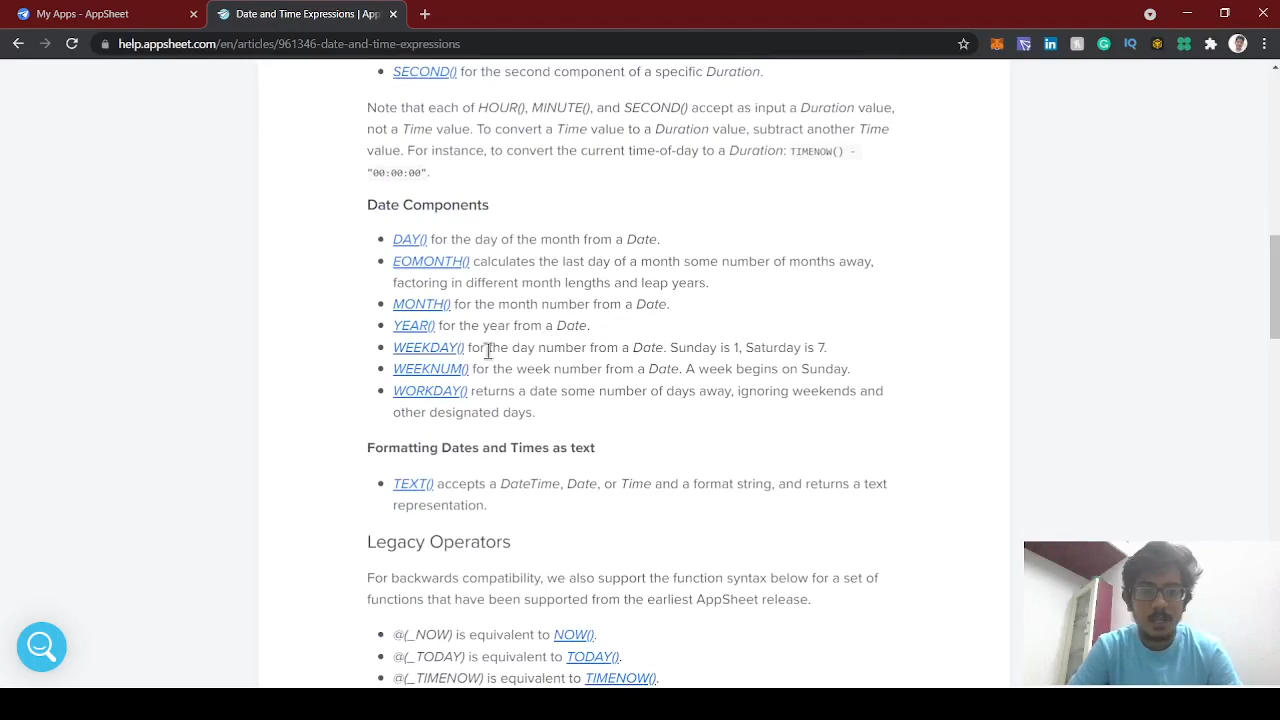 My Apps - AppSheet
Date and Time Expressions | App
help.appsheet.com/en/articles/961346-date-and-time-expressions
SECOND() for the second component of a specific Duration.
Note that each of HOUR(), MINUTE(), and SECOND() accept as input a Duration value,
not a Time value. To convert a Time value to a Duration value, subtract another Time
value. For instance, to convert the current time-of-day to a Duration: TIMENOW() -
"00:00:00".
Date Components
DAY() for the day of the month from a Date.
EOMONTH() calculates the last day of a month some number of months away,
factoring in different month lengths and leap years.
MONTH() for the month number from a Date.
YEAR() for the year from a Date.
WEEKDAY() for the day number from a Date. Sunday is 1, Saturday is 7.
WEEKNUM() for the week number from a Date. A week begins on Sunday.
WORKDAY() returns a date some number of days away, ignoring weekends and
other designated days.
Formatting Dates and Times as text
TEXT() accepts a DateTime, Date, or Time and a format string, and returns a text
representation.
Legacy Operators
For backwards compatibility, we also support the function syntax below for a set of
functions that have been supported from the earliest AppSheet release.
@(_NOW) is equivalent to NOW().
@(_TODAY) is equivalent to TODAY().
@(_TIMENOW) is equivalent to TIMENOW().